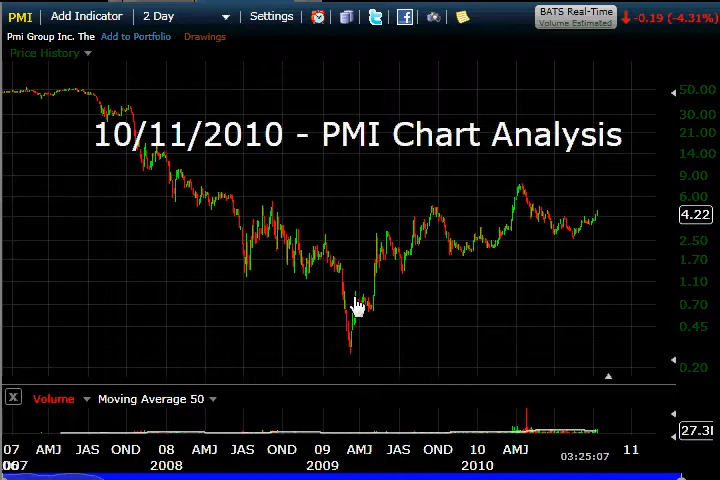 PMI Add Indicator 2 Day Settings BATS Real-Time -0.19 (-4.31%)
Volume Estimated
Pmi Group Inc. The Add to Portfolio Drawings
Price History
50.00
30.00
10/11/2010 - PMI Chart Analysis
21.00
14.00
9.00
6.00
4.22
2.50
1.70
1.10
0.70
0.45
0.20
X Volume Moving Average 50
07 AMJ JAS OND 08 AMJ JAS OND 09 AMJ JAS OND 10 AMJ 03:25:07 11
2008 2009 2010